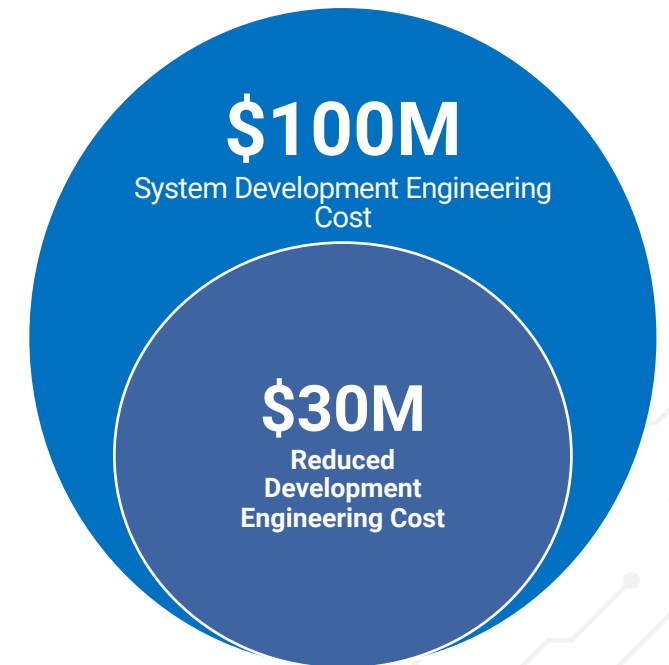 $100M
System Development Engineering
Cost
$30M
Reduced
Development
Engineering Cost